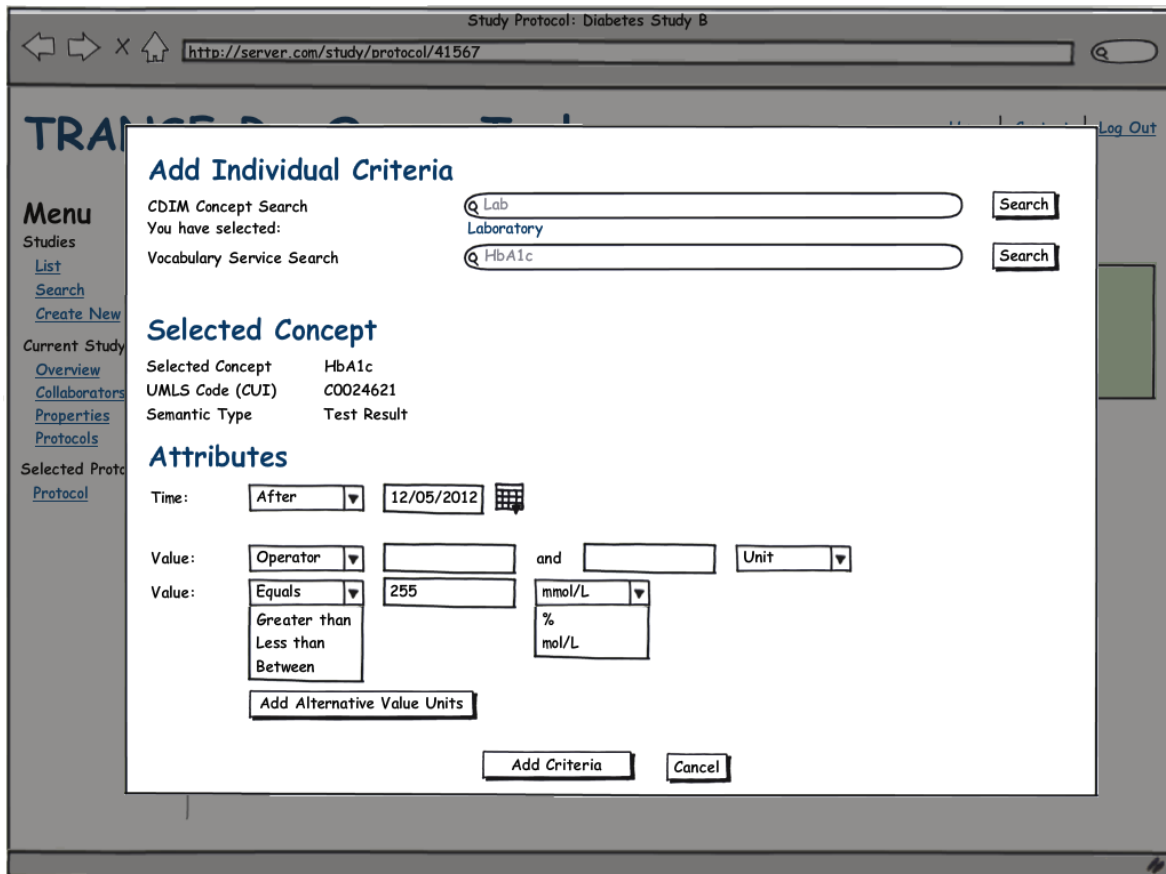 Study Protocol: Diabetes Study B
http://server.com/study/protocol/41567
Log Out
Menu
Studies
List
Search
Create New
Current Study
Overview
Collaborators
Properties
Protocols
Protocol
Add Individual Criteria
CDIM Concept Search Lab Search
You have selected: Laboratory
Vocabulary Service Search HbA1c Search
Selected Concept
Selected Concept HbA1c
UMLS Code (CUI) C0024621
Semantic Type Test Result
Attributes
Time: After 12/05/2012
Value: Operator and Unit
Value: Equals 255 mmol/L
Greater than %
Less than mol/L
Between
Add Alternative Value Units
Add Criteria Cancel